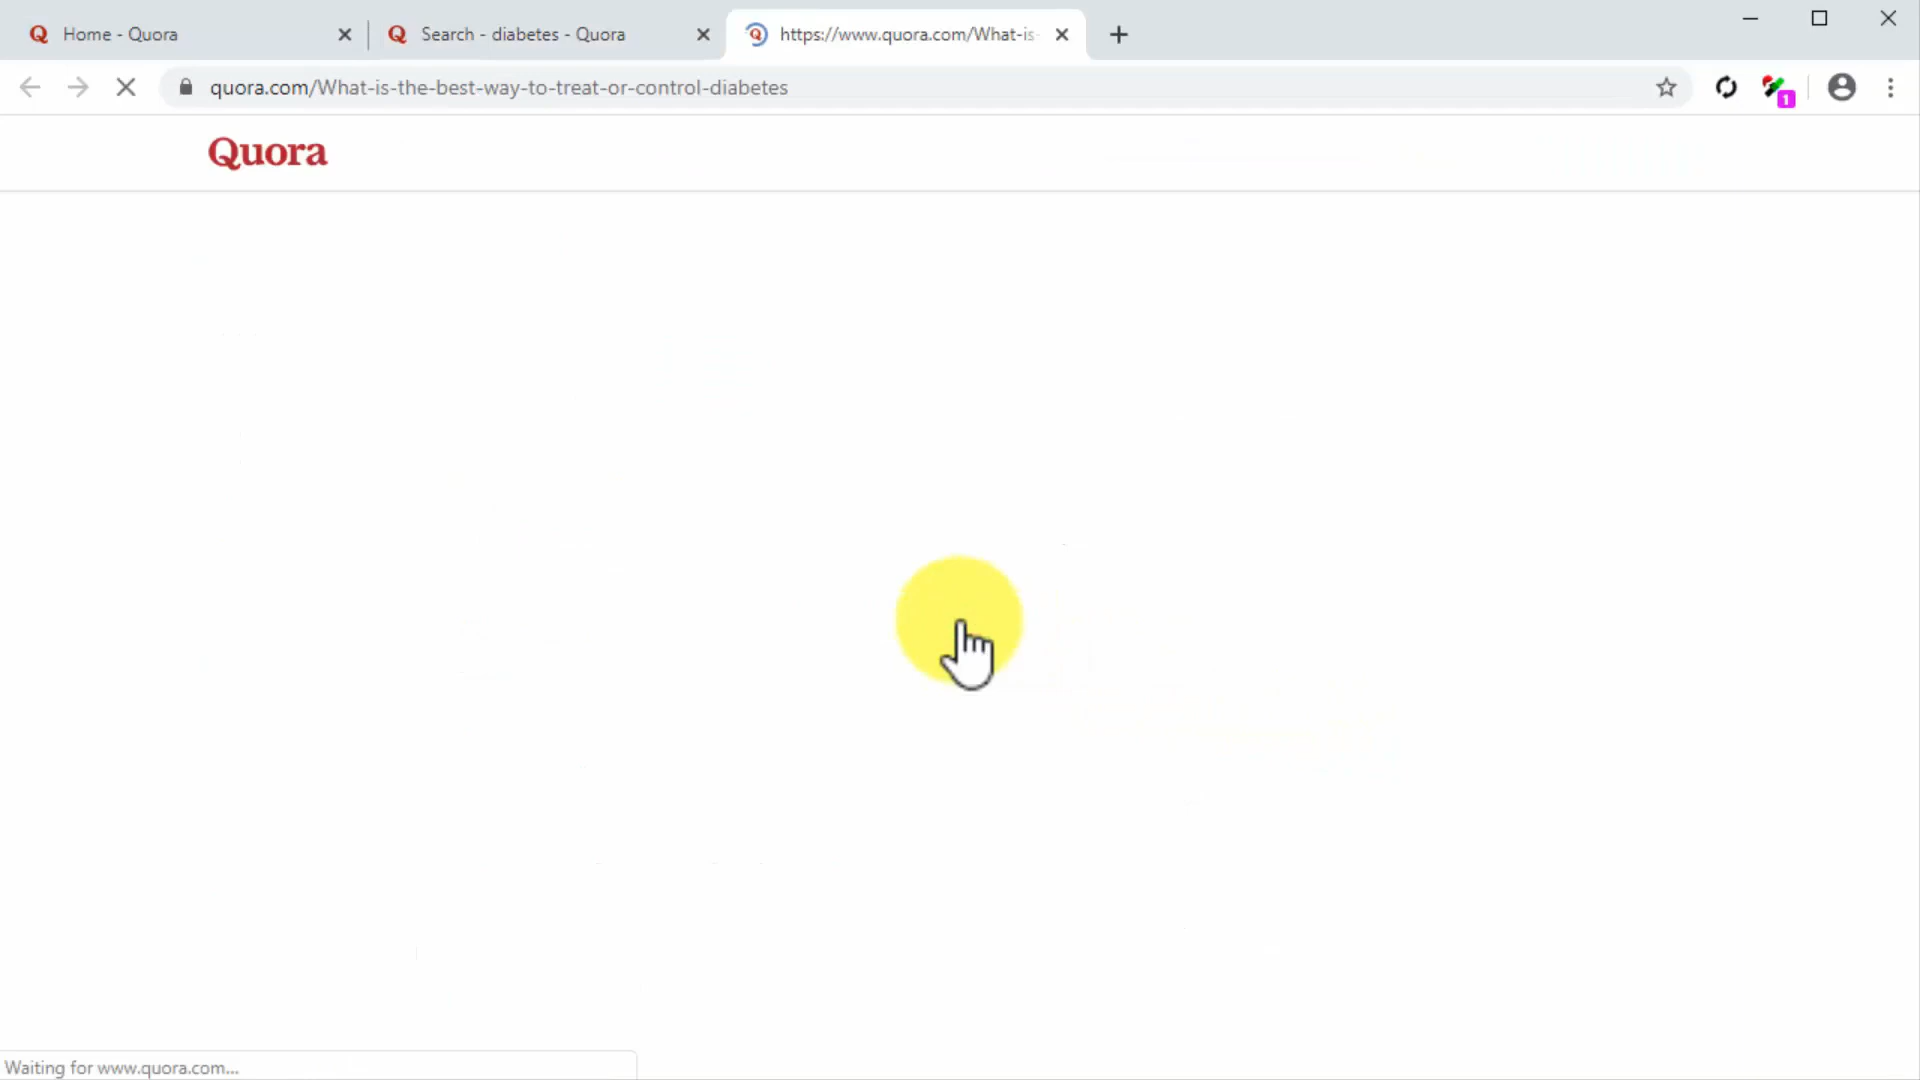 Home - Quora
Search - diabetes - Quora
https://www.quora.com/What-is-
quora.com/What-is-the-best-way-to-treat-or-control-diabetes
1
Quora
Waiting for www.quora.com...